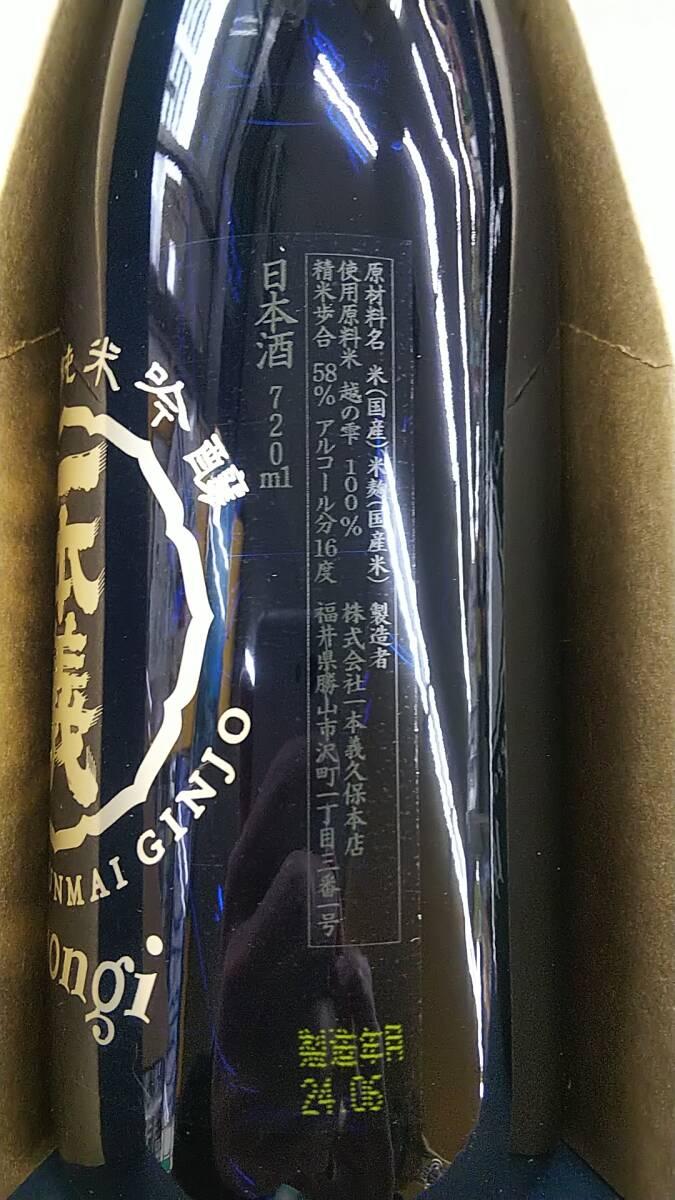 純米 吟醸
一本義
JUNMAI GINJO
ongi
原材料名 米(国産)米麹(国産米)
使用原料米 越の雫 100%
精米歩合 58% アルコール分16度
製造者
株式会社一本義久保本店
福井県勝山市沢町一丁目三番一号
日本酒 720ml
製造年月
24.06